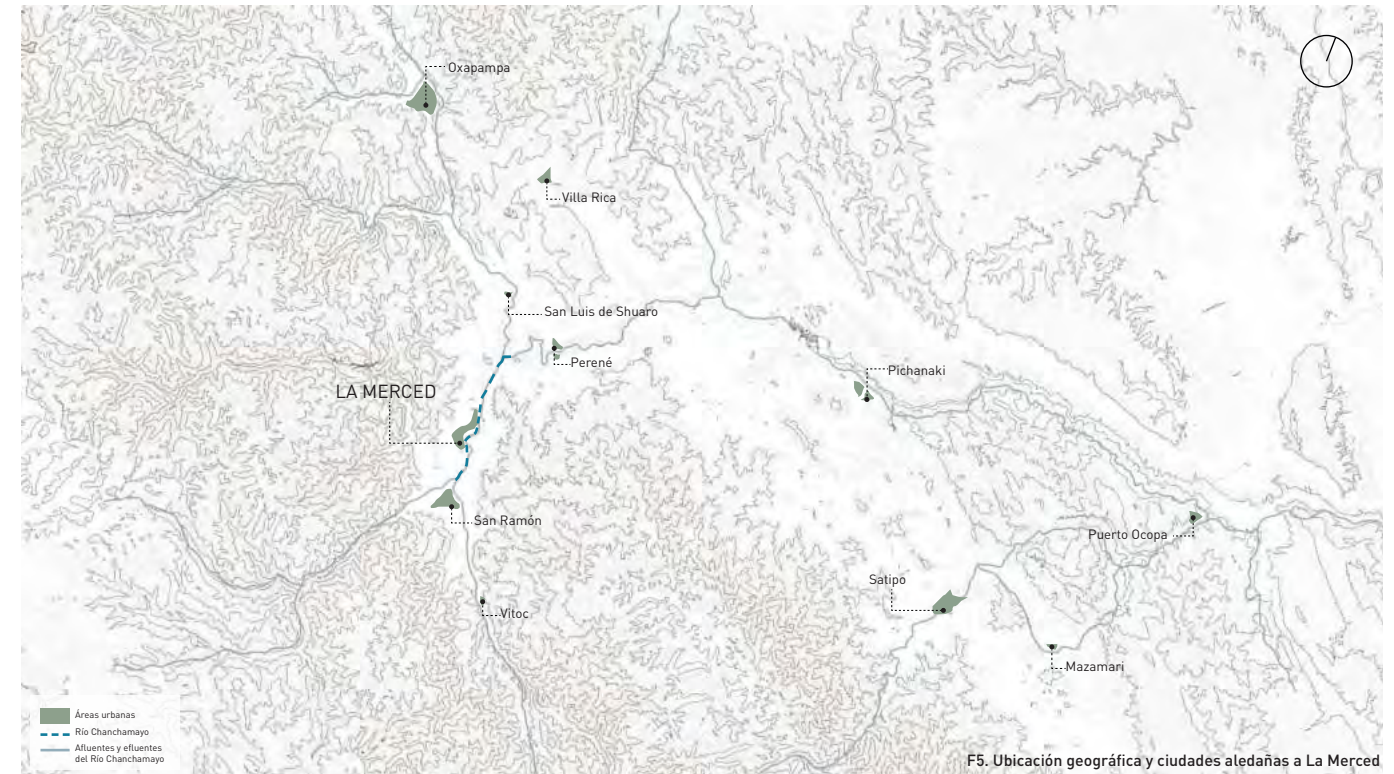 Oxapampa
Villa Rica
San Luis de Shuaro
Perené
Pichanaki
LA MERCED
San Ramón
Puerto Ocopa
Satipo
Vitoc
Mazamari
Áreas urbanas
Río Chanchamayo
Afluentes y efluentes
del Río Chanchamayo
F5. Ubicación geográfica y ciudades aledañas a La Merced